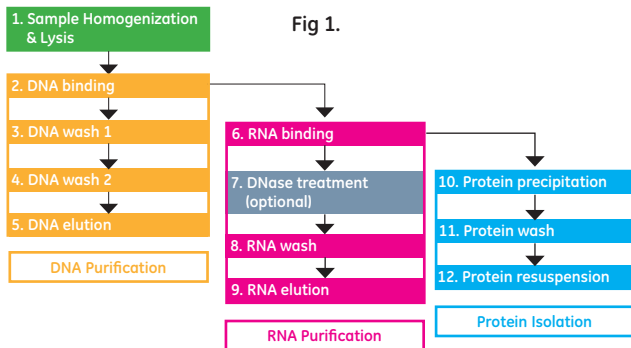 Fig 1.
1. Sample Homogenization
& Lysis
2. DNA binding
3. DNA wash 1
4. DNA wash 2
5. DNA elution
DNA Purification
6. RNA binding
7. DNase treatment
(optional)
8. RNA wash
9. RNA elution
RNA Purification
10. Protein precipitation
11. Protein wash
12. Protein resuspension
Protein Isolation